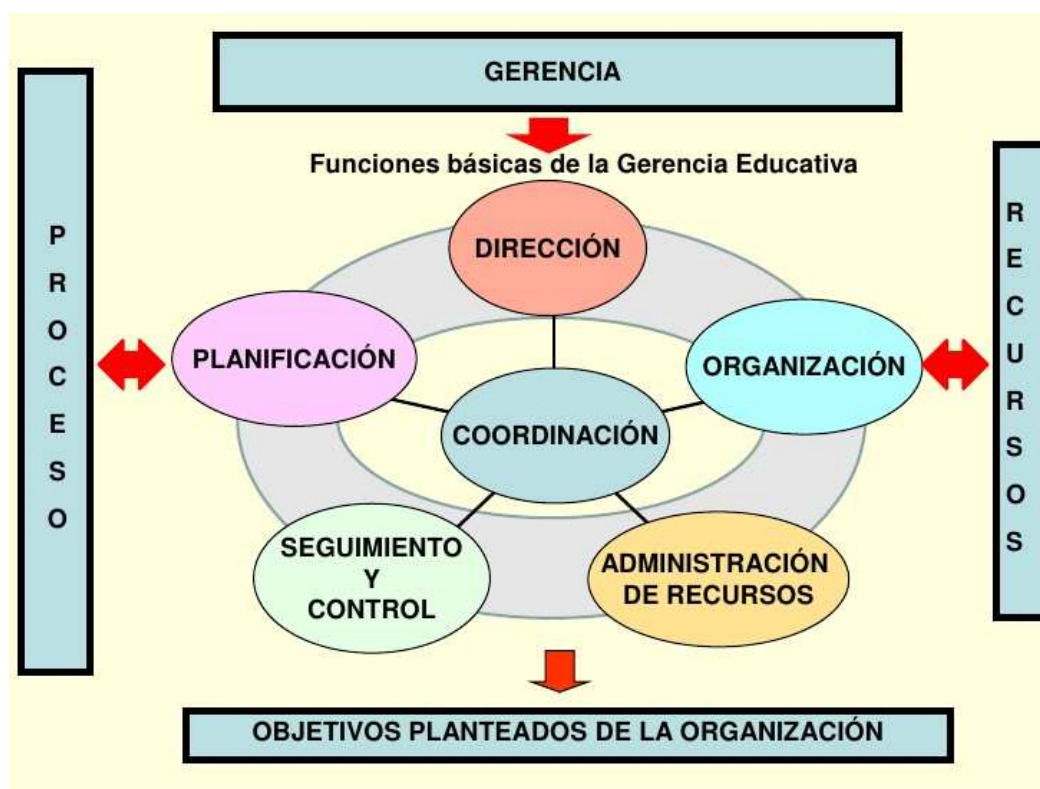 GERENCIA
Funciones básicas de la Gerencia Educativa
P
R
O
C
E
S
O
DIRECCIÓN
PLANIFICACIÓN
ORGANIZACIÓN
COORDINACIÓN
SEGUIMIENTO
Y
CONTROL
ADMINISTRACIÓN
DE RECURSOS
R
E
C
U
R
S
O
S
OBJETIVOS PLANTEADOS DE LA ORGANIZACIÓN